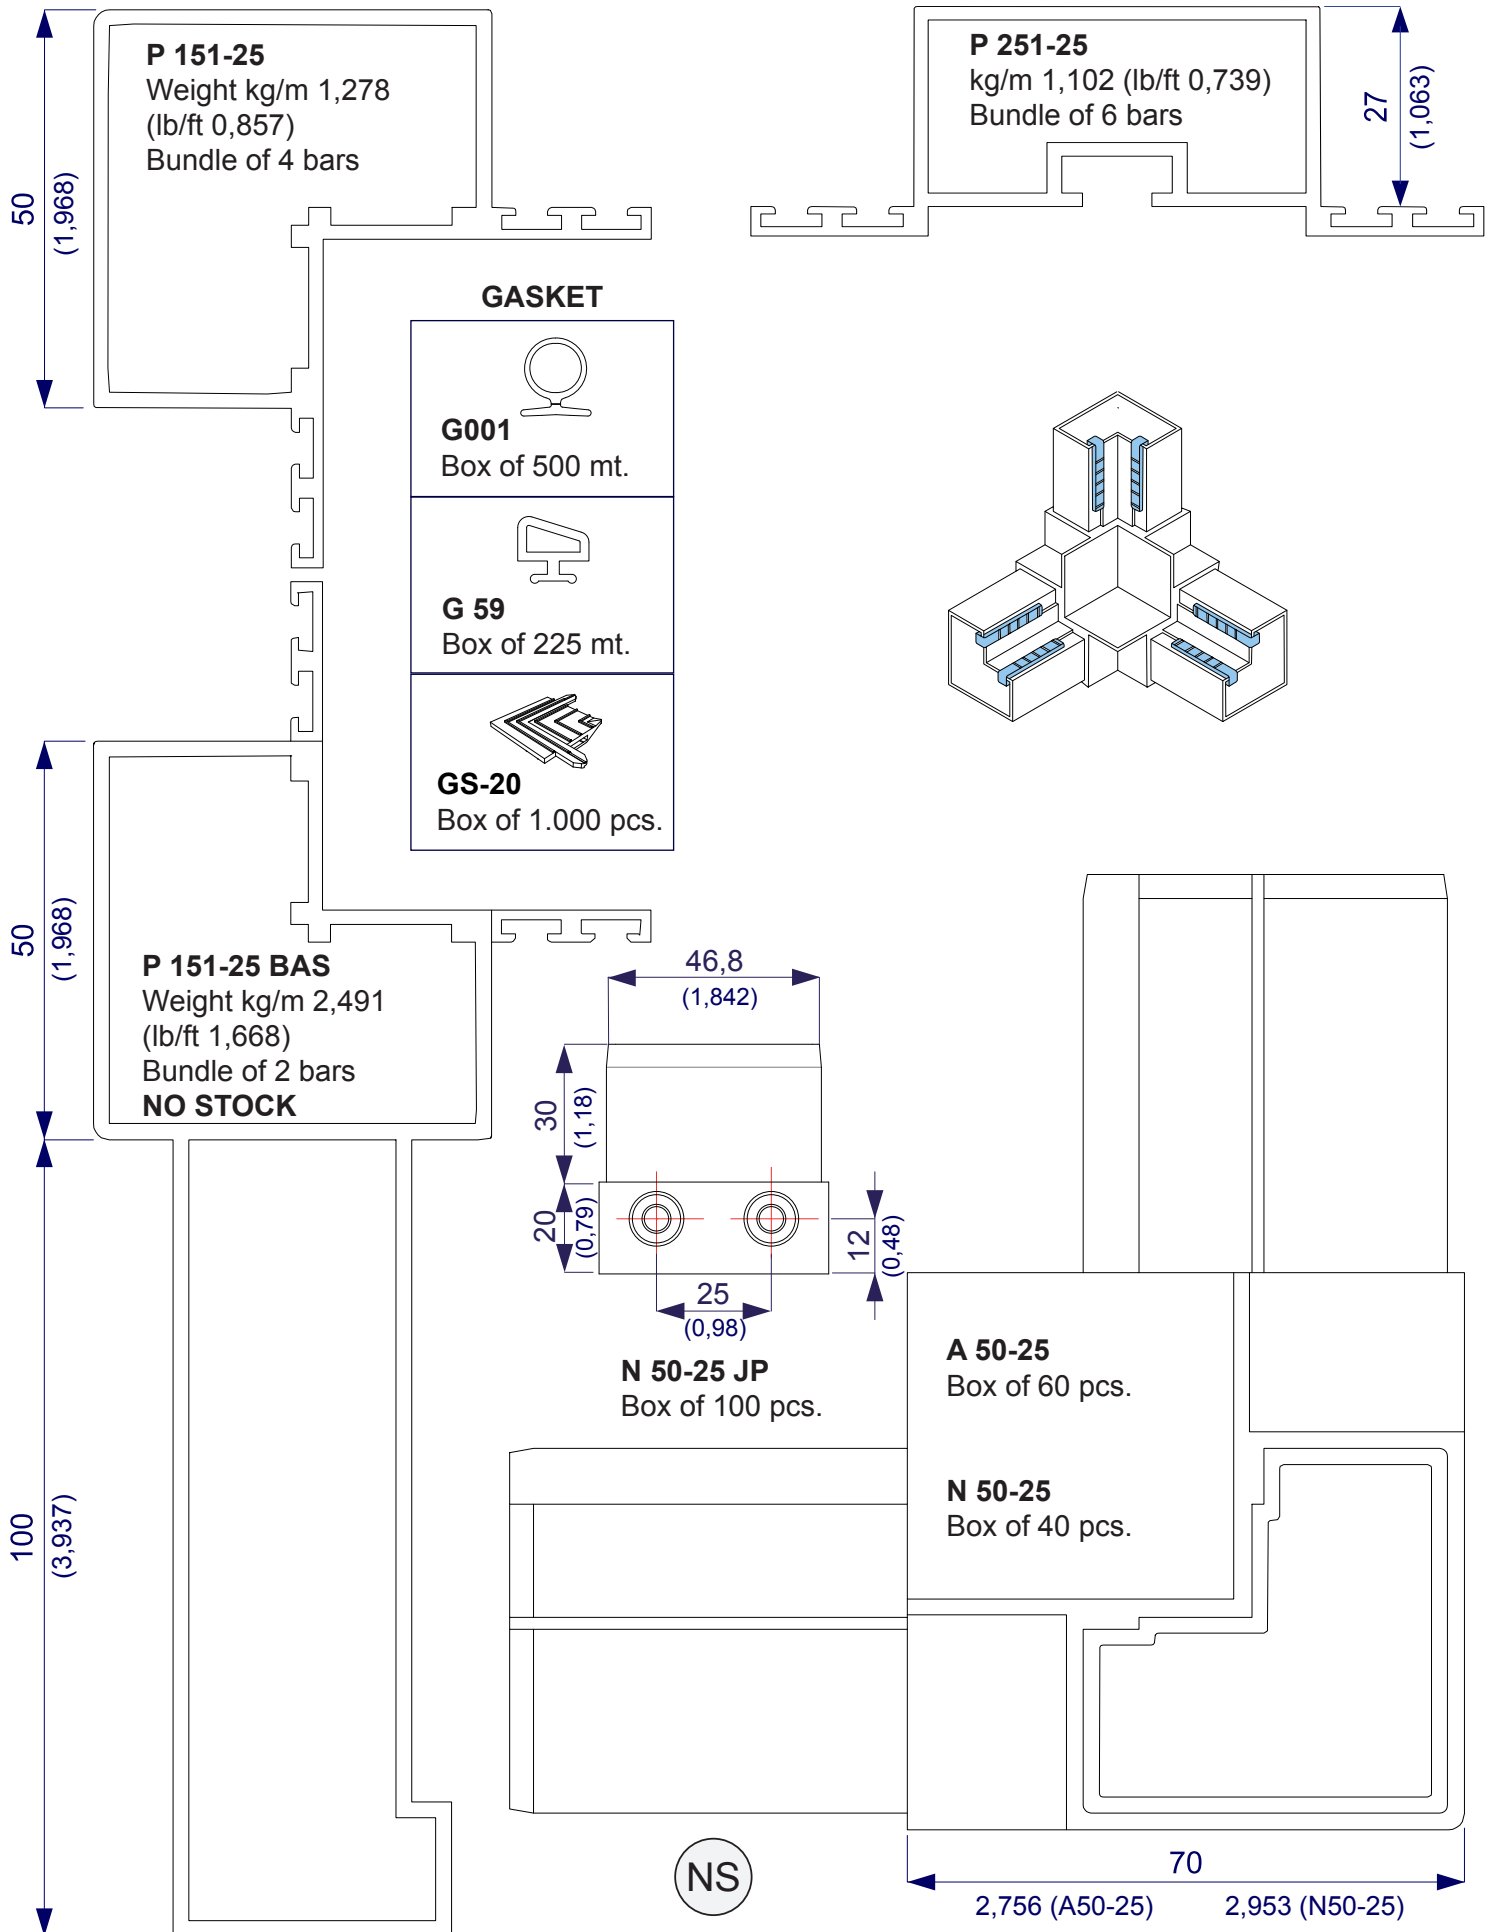 P 151-25
Weight kg/m 1,278
(lb/ft 0,857)
Bundle of 4 bars
50
(1,968)
P 251-25
kg/m 1,102 (lb/ft 0,739)
Bundle of 6 bars
27
(1,063)
GASKET
G001
Box of 500 mt.
G 59
Box of 225 mt.
GS-20
Box of 1.000 pcs.
50
(1,968)
P 151-25 BAS
Weight kg/m 2,491
(lb/ft 1,668)
Bundle of 2 bars
NO STOCK
100
(3,937)
46,8
(1,842)
30
(1,18)
20
(0,79)
12
(0,48)
25
(0,98)
N 50-25 JP
Box of 100 pcs.
A 50-25
Box of 60 pcs.
N 50-25
Box of 40 pcs.
NS
70
2,756 (A50-25) 2,953 (N50-25)